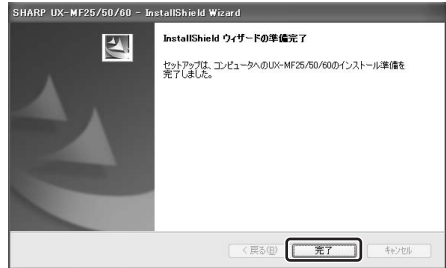 SHARP UX-MF25/50/60 - InstallShield Wizard
InstallShield ウィザードの準備完了
セットアップは、コンピュータへのUX-MF25/50/60のインストール準備を
完了しました。
< 戻る(B)
完了
キャンセル